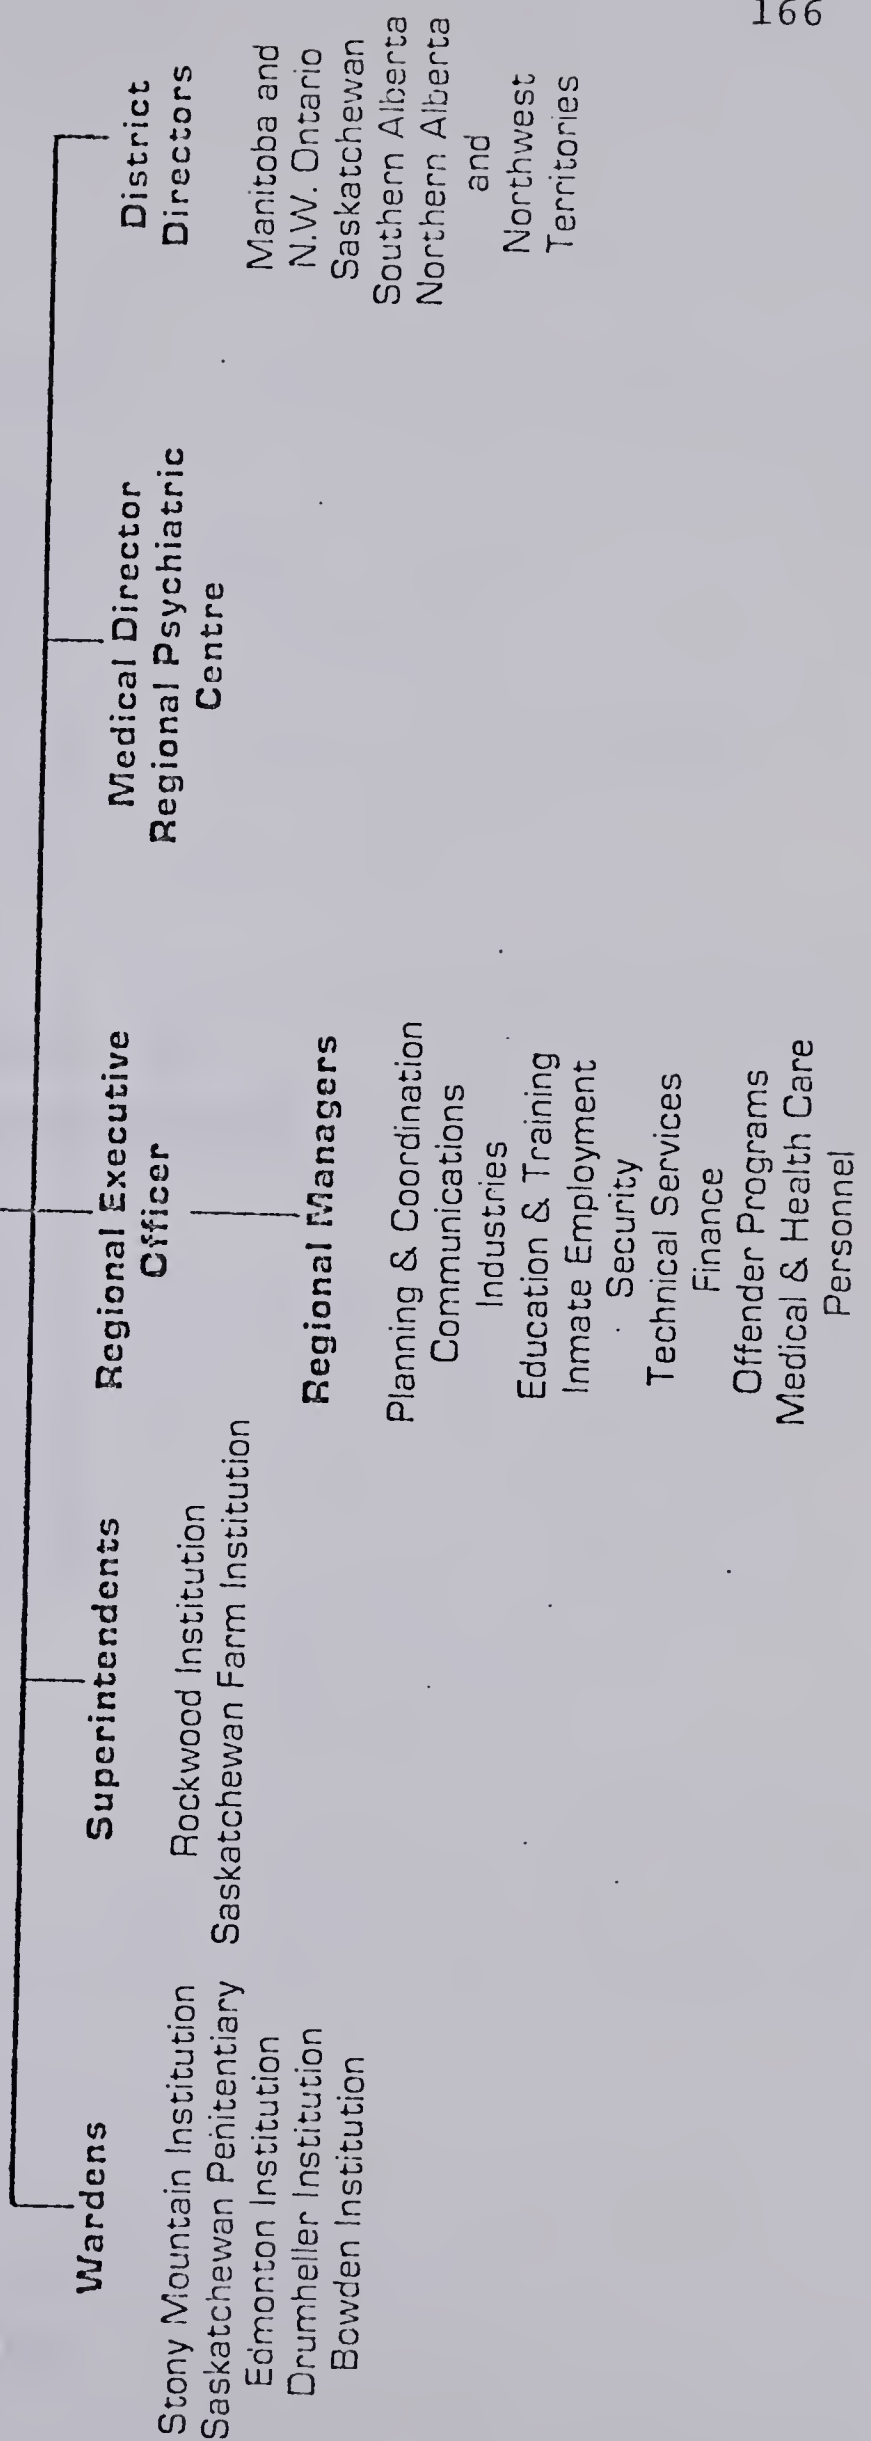 166
Wardens
Stony Mountain Institution
Saskatchewan Penitentiary
Edmonton Institution
Drumheller Institution
Bowden Institution
Superintendents
Rockwood Institution
Saskatchewan Farm Institution
Regional Executive
Officer
Regional Managers
Planning & Coordination
Communications
Industries
Education & Training
Inmate Employment
Security
Technical Services
Finance
Offender Programs
Medical & Health Care
Personnel
Medical Director
Regional Psychiatric
Centre
District
Directors
Manitoba and
N.W. Ontario
Saskatchewan
Southern Alberta
Northern Alberta
and
Northwest
Territories